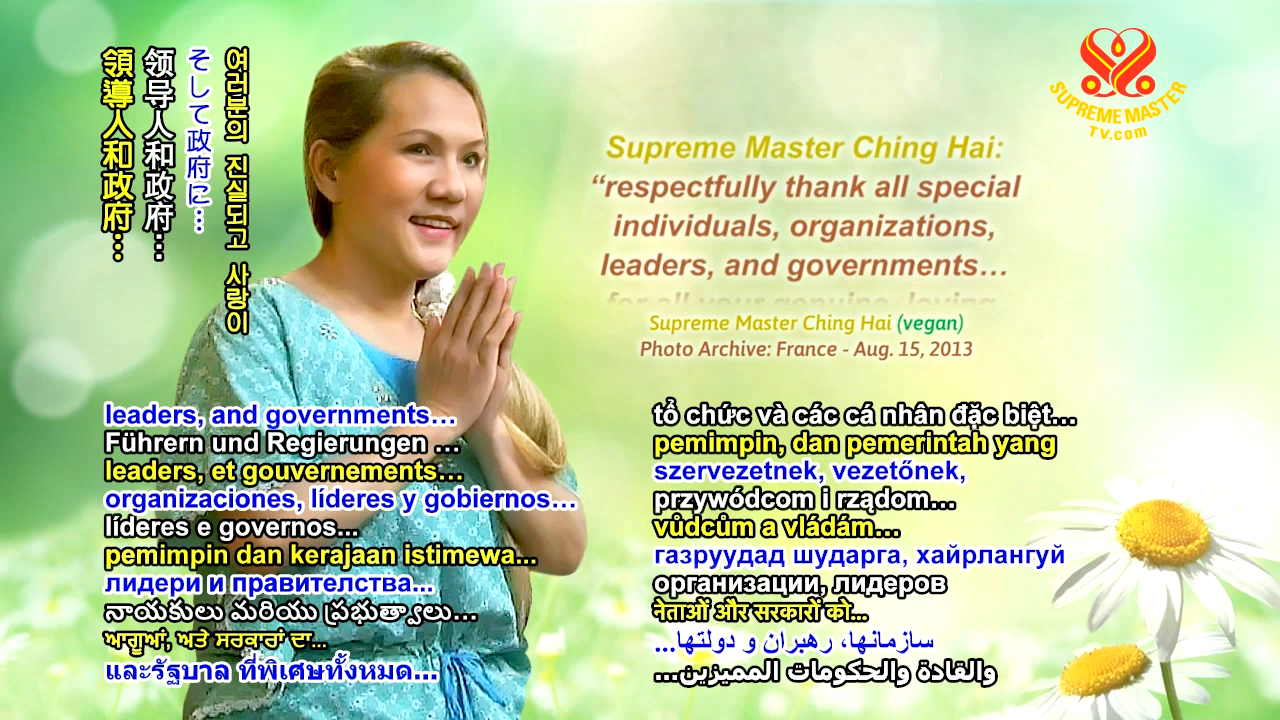 領導人和政府…
领导人和政府…
そして政府に…
여러분의 진실되고 사랑이
SUPREME MASTER
TV.com
Supreme Master Ching Hai:
“respectfully thank all special
individuals, organizations,
leaders, and governments…
for all your genuine, loving
Supreme Master Ching Hai (vegan)
Photo Archive: France - Aug. 15, 2013
leaders, and governments…
Führern und Regierungen …
leaders, et gouvernements…
organizaciones, líderes y gobiernos…
líderes e governos...
pemimpin dan kerajaan istimewa...
лидери и правителства...
నాయకులు మరియు ప్రభుత్వాలు…
ਆਗੂਆਂ, ਅਤੇ ਸਰਕਾਰਾਂ ਦਾ...
และรัฐบาล ที่พิเศษทั้งหมด...
tổ chức và các cá nhân đặc biệt...
pemimpin, dan pemerintah yang
szervezetnek, vezetőnek,
przywódcom i rządom...
vůdcům a vládám...
газруудад шударга, хайрлангуй
организации, лидеров
नेताओं और सरकारों को...
سازمانها، رهبران و دولتها...
والقادة والحكومات المميزين...